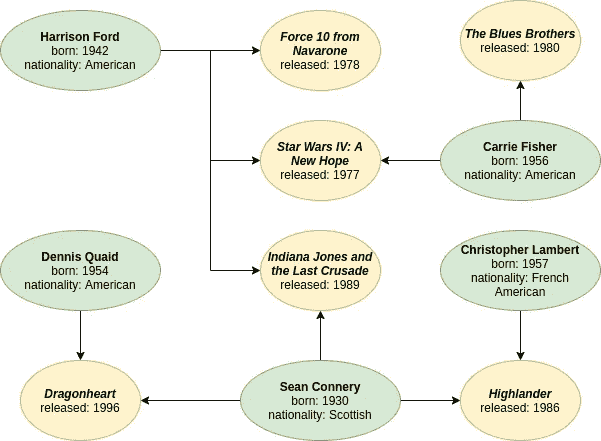 Harrison Ford
born: 1942
nationality: American
Force 10 from
Navarone
released: 1978
The Blues Brothers
released: 1980
Star Wars IV: A
New Hope
released: 1977
Carrie Fisher
born: 1956
nationality: American
Dennis Quaid
born: 1954
nationality: American
Indiana Jones and
the Last Crusade
released: 1989
Christopher Lambert
born: 1957
nationality: French
American
Dragonheart
released: 1996
Sean Connery
born: 1930
nationality: Scottish
Highlander
released: 1986